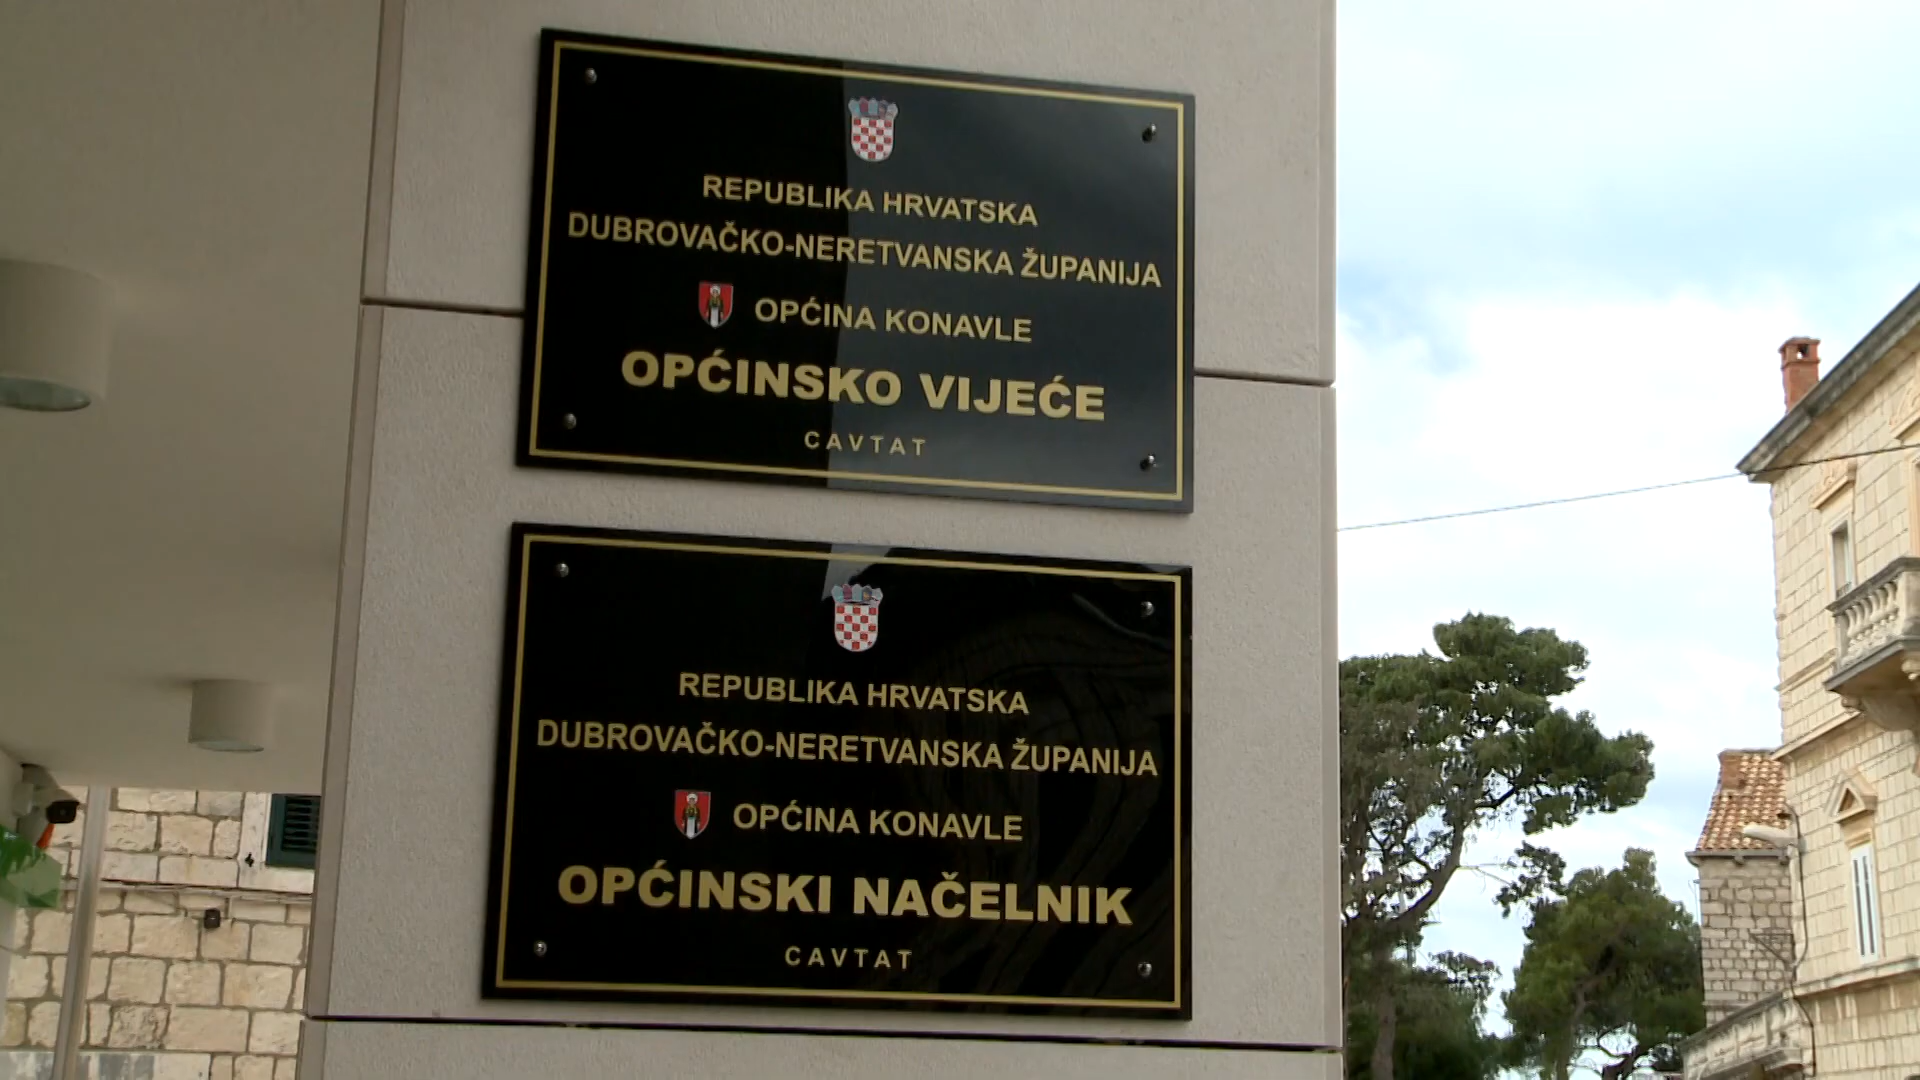 REPUBLIKA HRVATSKA
DUBROVAČKO-NERETVANSKA ŽUPANIJA
OPĆINA KONAVLE
OPĆINSKO VIJEĆE
CAVTAT
REPUBLIKA HRVATSKA
DUBROVAČKO-NERETVANSKA ŽUPANIJA
OPĆINA KONAVLE
OPĆINSKI NAČELNIK
CAVTAT